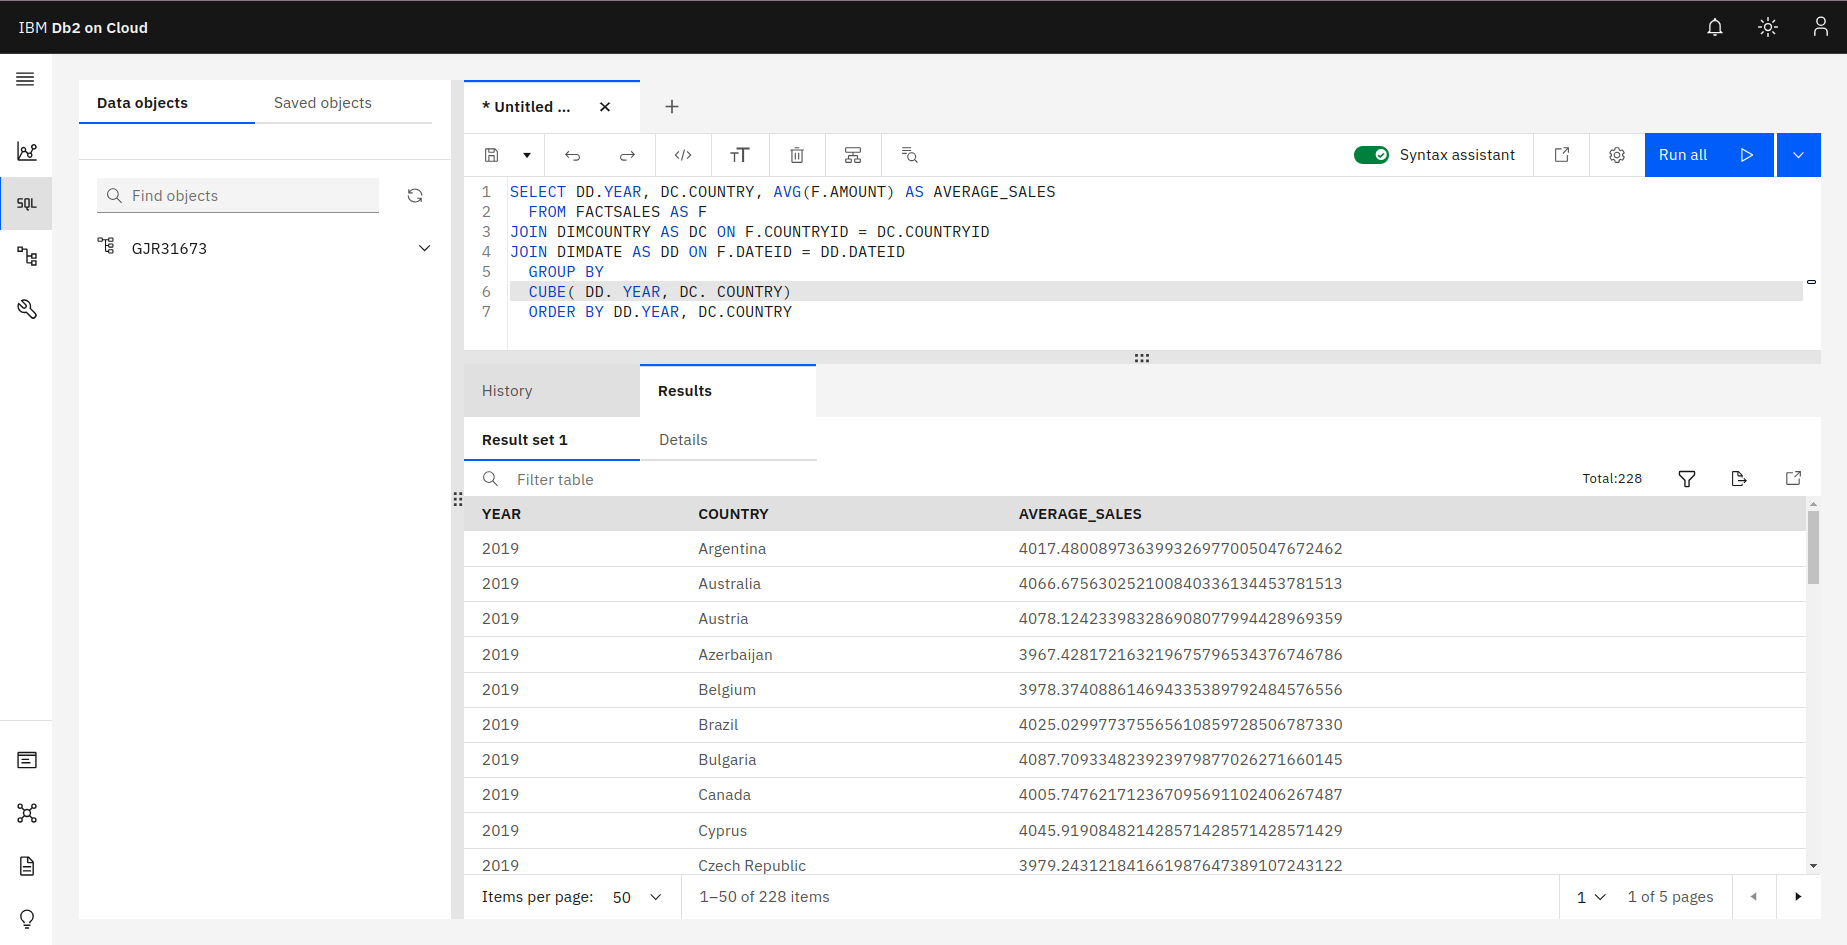 IBM Db2 on Cloud
Data objects
Saved objects
Find objects
GJR31673
SQL
* Untitled ...
Syntax assistant
Run all
1 SELECT DD.YEAR, DC.COUNTRY, AVG(F.AMOUNT) AS AVERAGE_SALES
2 FROM FACTSALES AS F
3 JOIN DIMCOUNTRY AS DC ON F.COUNTRYID = DC.COUNTRYID
4 JOIN DIMDATE AS DD ON F.DATEID = DD.DATEID
5 GROUP BY
6 CUBE( DD. YEAR, DC. COUNTRY)
7 ORDER BY DD.YEAR, DC.COUNTRY
History
Results
Result set 1
Details
Filter table
Total:228
YEAR COUNTRY AVERAGE_SALES
2019 Argentina 4017.480089736399326977005047672462
2019 Australia 4066.675630252100840336134453781513
2019 Austria 4078.124233983286908077994428969359
2019 Azerbaijan 3967.428172163219675796534376746786
2019 Belgium 3978.374088614694335389792484576556
2019 Brazil 4025.029977375565610859728506787330
2019 Bulgaria 4087.709334823923979877026271660145
2019 Canada 4005.747621712367095691102406267487
2019 Cyprus 4045.919084821428571428571428571429
2019 Czech Republic 3979.243121841661987647389107243122
Items per page: 50
1–50 of 228 items
1
1 of 5 pages